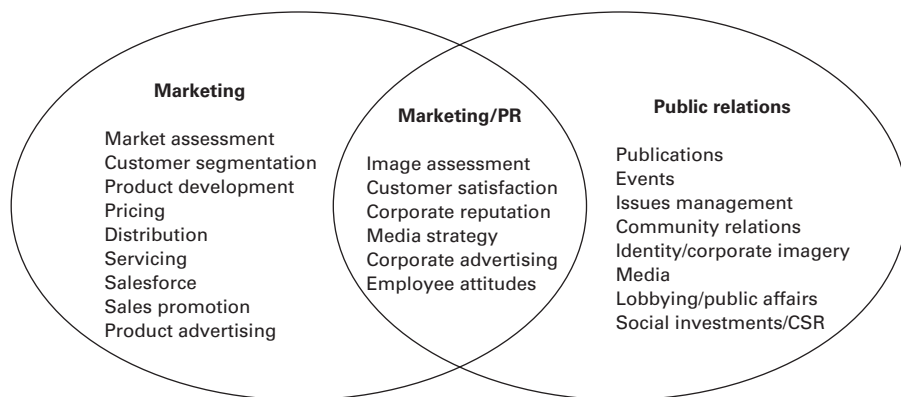 Marketing
Market assessment
Customer segmentation
Product development
Pricing
Distribution
Servicing
Salesforce
Sales promotion
Product advertising
Marketing/PR
Image assessment
Customer satisfaction
Corporate reputation
Media strategy
Corporate advertising
Employee attitudes
Public relations
Publications
Events
Issues management
Community relations
Identity/corporate imagery
Media
Lobbying/public affairs
Social investments/CSR